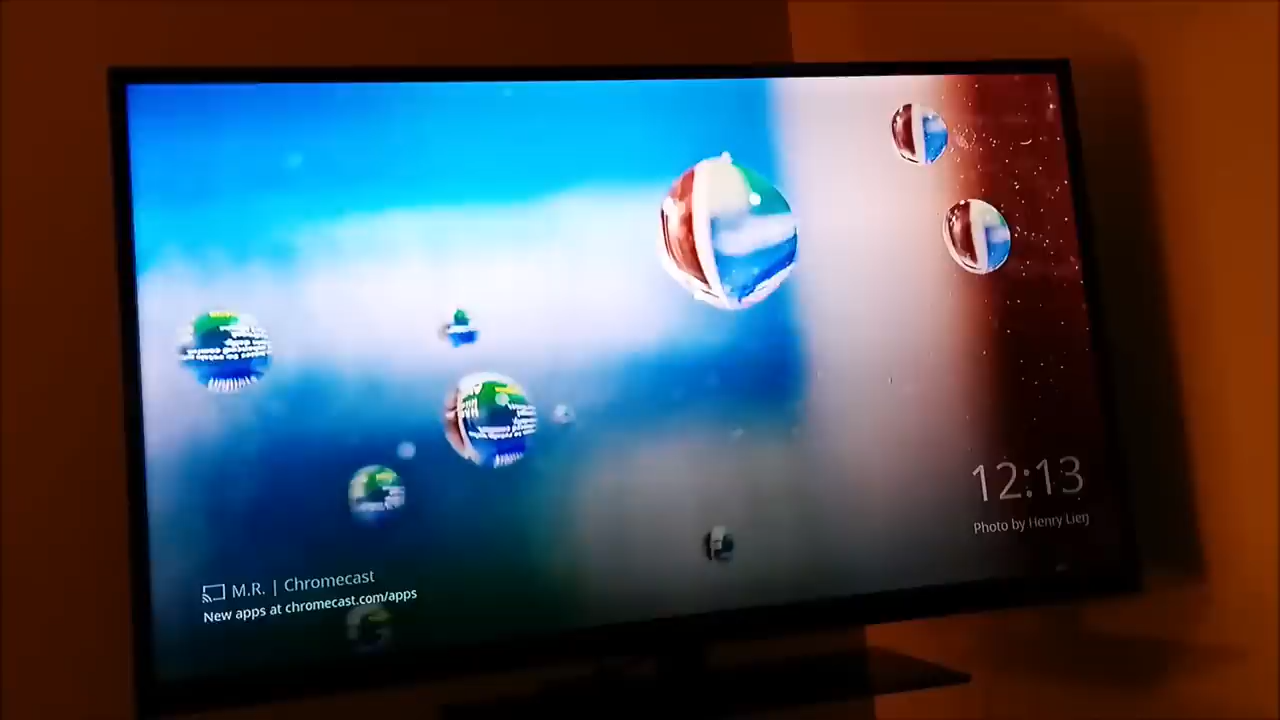 12:13
Photo by Henry Lien
M.R. | Chromecast
New apps at chromecast.com/apps